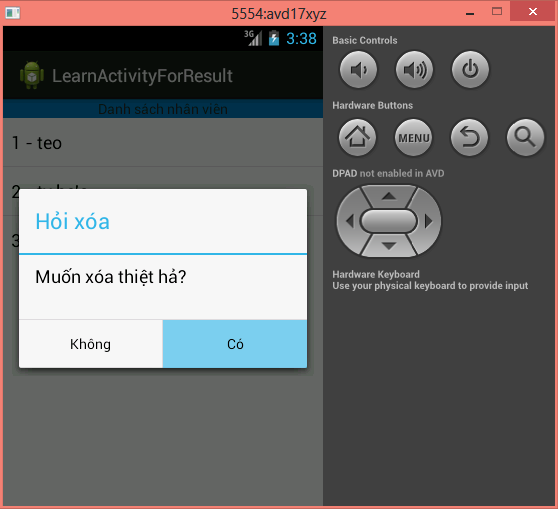 5554:avd17xyz
3G 3:38
LearnActivityForResult
Danh sách nhân viên
1 - teo
2
3
Hỏi xóa
Muốn xóa thiệt hả?
Không Có
Basic Controls
Hardware Buttons
MENU
DPAD not enabled in AVD
Hardware Keyboard
Use your physical keyboard to provide input